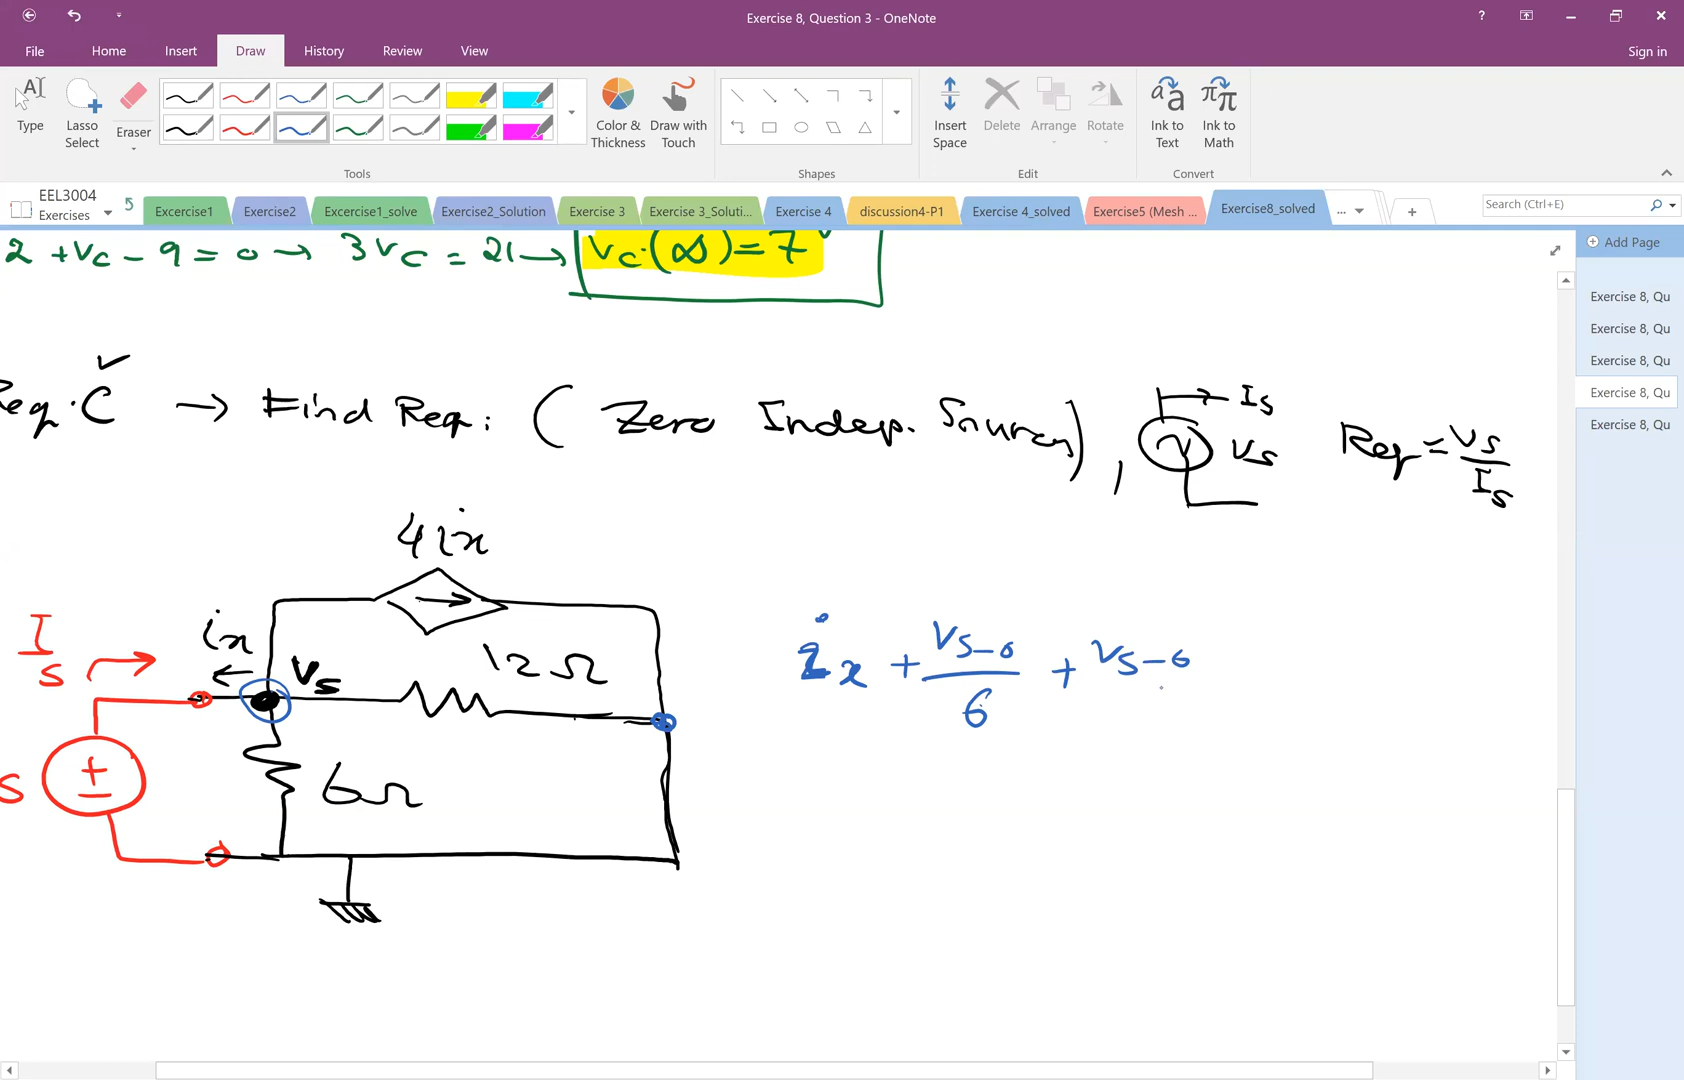 Exercise 8, Question 3 - OneNote
File Home Insert Draw History Review View Sign in
Type
Lasso Select
Eraser
Color & Thickness
Draw with Touch
Insert Space
Delete
Arrange
Rotate
Ink to Text
Ink to Math
Tools Shapes Edit Convert
EEL3004 Exercises
Excercise1 Exercise2 Excercise1_solve Exercise2_Solution Exercise 3 Exercise 3_Soluti... Exercise 4 discussion4-P1 Exercise 4_solved Exercise5 (Mesh ... Exercise8_solved ...
Search (Ctrl+E)
Add Page
Exercise 8, Qu
Exercise 8, Qu
Exercise 8, Qu
Exercise 8, Qu
Exercise 8, Qu
2 + Vc - 9 = 0 → 3Vc = 21 → Vc(∞) = 7 V
Req.C → Find Req: (Zero Indep. Sources), Is Vs Req = Vs/Is
4ix
Is ix Vs 12Ω
ix + Vs-0/6 + Vs-0
S ± 6Ω